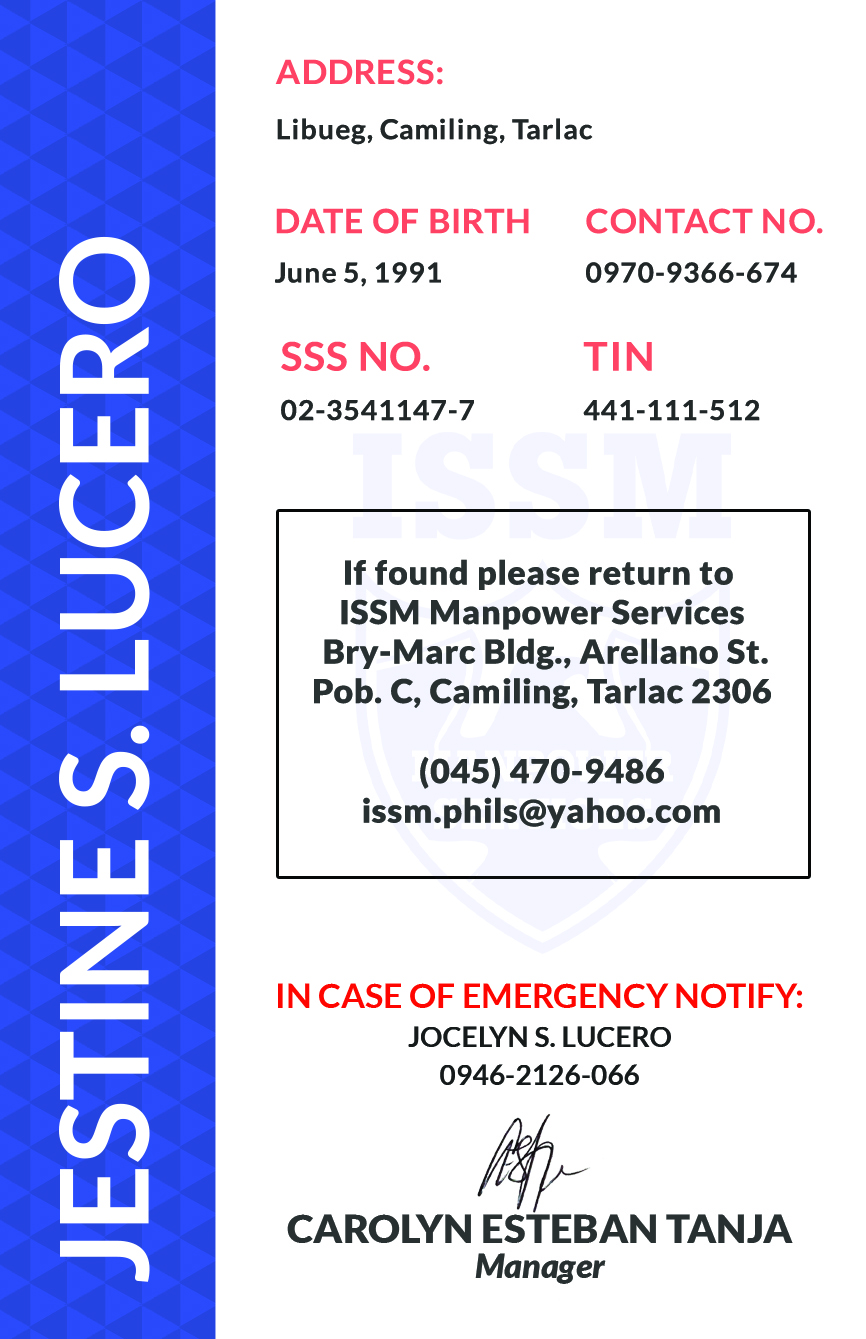 JESTINE S. LUCERO
ADDRESS:
Libueg, Camiling, Tarlac
DATE OF BIRTH
June 5, 1991
CONTACT NO.
0970-9366-674
SSS NO.
02-3541147-7
TIN
441-111-512
ISSM
If found please return to
ISSM Manpower Services
Bry-Marc Bldg., Arellano St.
Pob. C, Camiling, Tarlac 2306
(045) 470-9486
issm.phils@yahoo.com
IN CASE OF EMERGENCY NOTIFY:
JOCELYN S. LUCERO
0946-2126-066
CAROLYN ESTEBAN TANJA
Manager